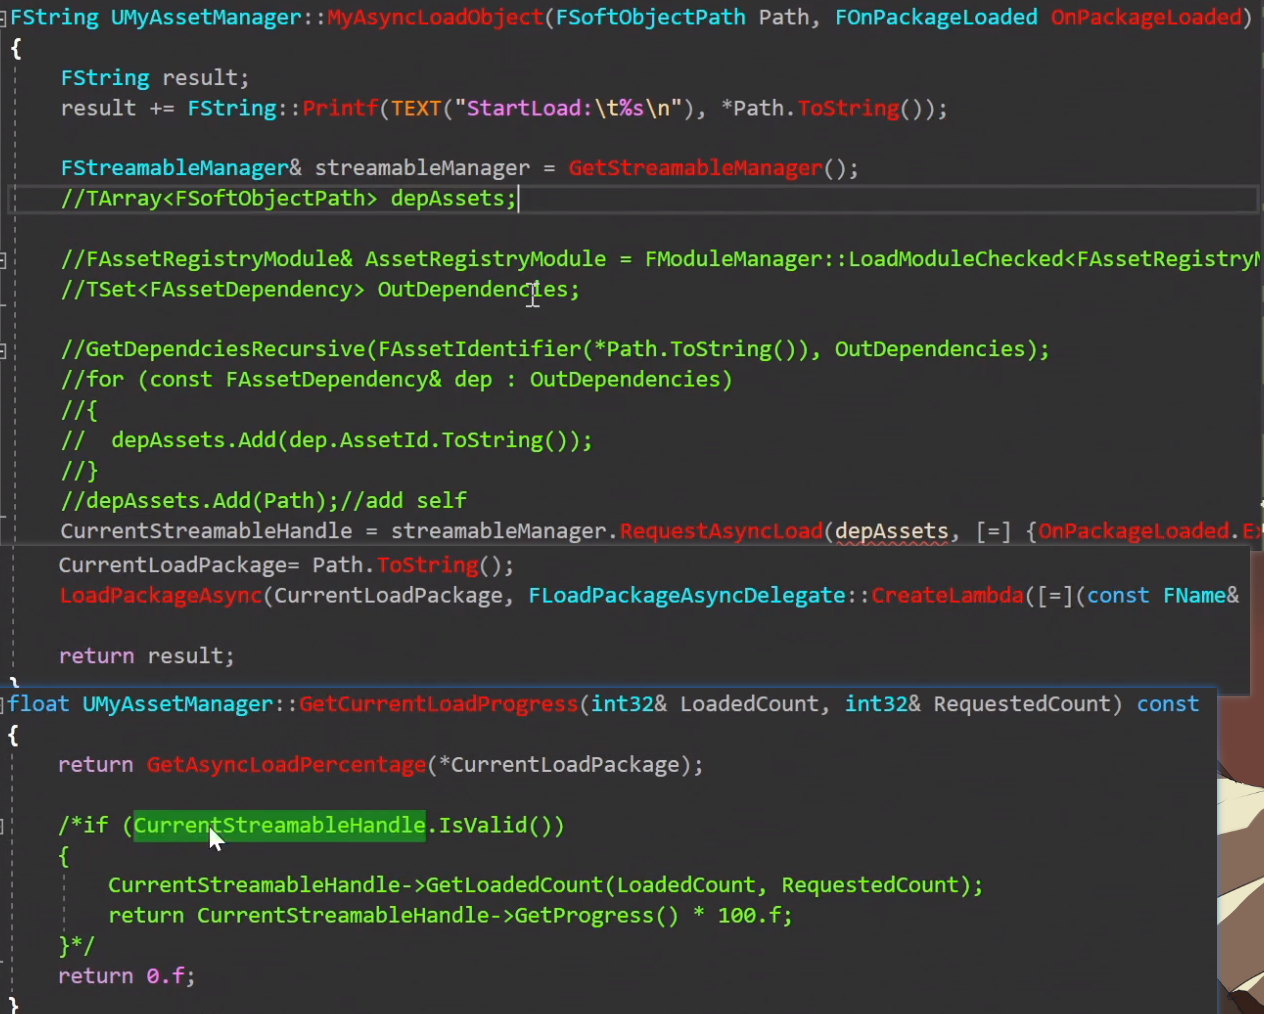 FString UMyAssetManager::MyAsyncLoadObject(FSoftObjectPath Path, FOnPackageLoaded OnPackageLoaded)
{
FString result;
result += FString::Printf(TEXT("StartLoad:\t%s\n"), *Path.ToString());
FStreamableManager& streamableManager = GetStreamableManager();
//TArray<FSoftObjectPath> depAssets;
//FAssetRegistryModule& AssetRegistryModule = FModuleManager::LoadModuleChecked<FAssetRegistryM
//TSet<FAssetDependency> OutDependencies;
//GetDependciesRecursive(FAssetIdentifier(*Path.ToString()), OutDependencies);
//for (const FAssetDependency& dep : OutDependencies)
//{
// depAssets.Add(dep.AssetId.ToString());
//}
//depAssets.Add(Path);//add self
CurrentStreamableHandle = streamableManager.RequestAsyncLoad(depAssets, [=] {OnPackageLoaded.Ex
CurrentLoadPackage= Path.ToString();
LoadPackageAsync(CurrentLoadPackage, FLoadPackageAsyncDelegate::CreateLambda([=](const FName&
return result;
}
float UMyAssetManager::GetCurrentLoadProgress(int32& LoadedCount, int32& RequestedCount) const
{
return GetAsyncLoadPercentage(*CurrentLoadPackage);
/*if (CurrentStreamableHandle.IsValid())
{
CurrentStreamableHandle->GetLoadedCount(LoadedCount, RequestedCount);
return CurrentStreamableHandle->GetProgress() * 100.f;
}*/
return 0.f;
}